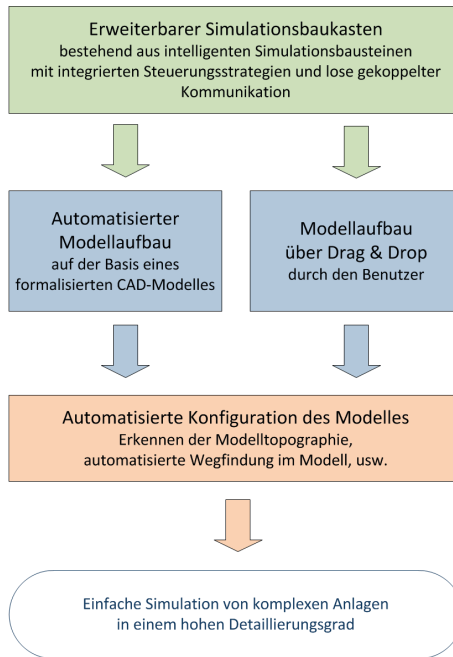 Erweiterbarer Simulationsbaukasten
bestehend aus intelligenten Simulationsbausteinen
mit integrierten Steuerungsstrategien und lose gekoppelter
Kommunikation
Automatisierter
Modellaufbau
auf der Basis eines
formalisierten CAD-Modelles
Modellaufbau
über Drag & Drop
durch den Benutzer
Automatisierte Konfiguration des Modelles
Erkennen der Modelltopographie,
automatisierte Wegfindung im Modell, usw.
Einfache Simulation von komplexen Anlagen
in einem hohen Detaillierungsgrad